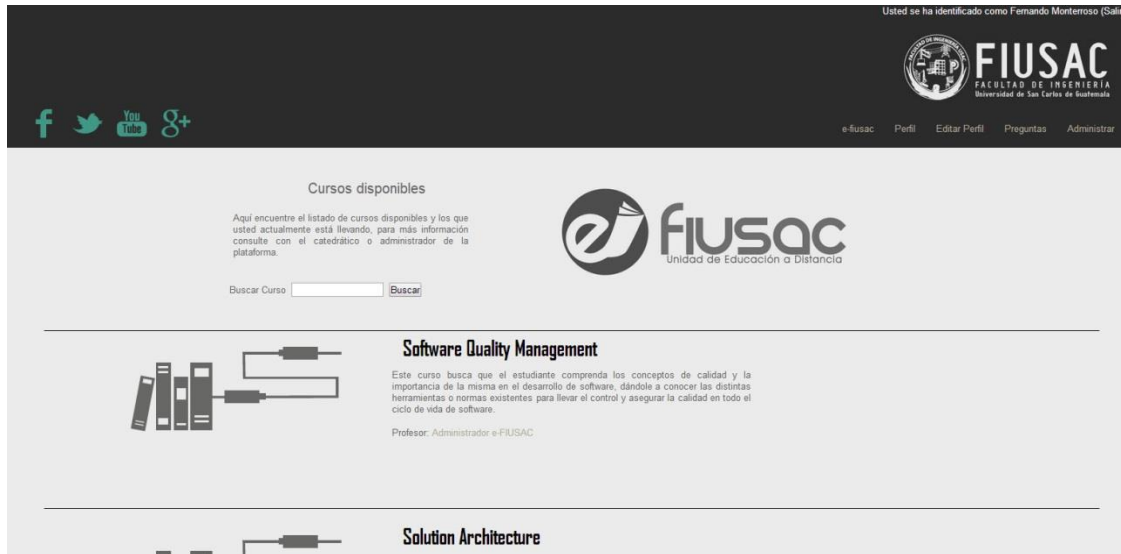 Usted se ha identificado como Fernando Monterroso (Sali
FACULTAD DE INGENIERIA USAC
FIUSAC
FACULTAD DE INGENIERÍA
Universidad de San Carlos de Guatemala
f You Tube g+
e-fiusac Perfil Editar Perfil Preguntas Administrar
Cursos disponibles
Aquí encuentre el listado de cursos disponibles y los que
usted actualmente está llevando, para más información
consulte con el catedrático o administrador de la
plataforma.
Buscar Curso Buscar
e fiusac
Unidad de Educación a Distancia
Software Quality Management
Este curso busca que el estudiante comprenda los conceptos de calidad y la
importancia de la misma en el desarrollo de software, dándole a conocer las distintas
herramientas o normas existentes para llevar el control y asegurar la calidad en todo el
ciclo de vida de software.
Profesor: Administrador e-FIUSAC
Solution Architecture